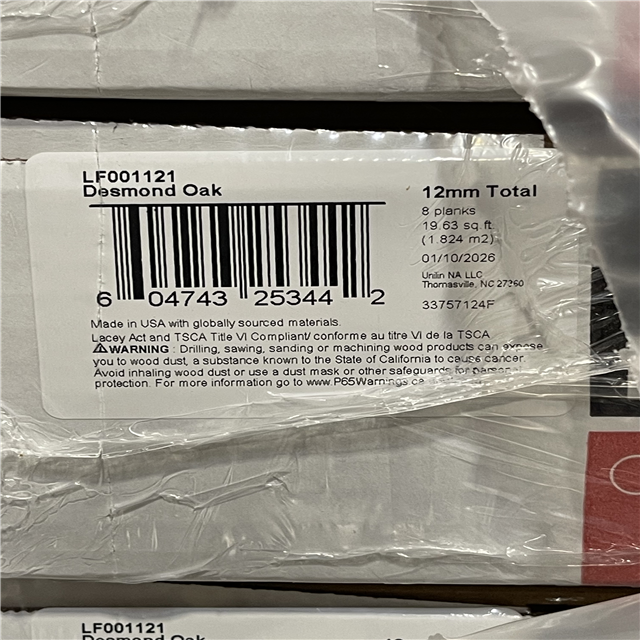 LF001121
Desmond Oak
12mm Total
8 planks
19.63 sq.ft.
(1.824 m2)
01/10/2026
Unilin NA LLC
Thomasville, NC 27360
33757124F
6 04743 25344 2
Made in USA with globally sourced materials.
Lacey Act and TSCA Title VI Compliant/ conforme au titre VI de la TSCA
WARNING : Drilling, sawing, sanding or machining wood products can expose
you to wood dust, a substance known to the State of California to cause cancer.
Avoid inhaling wood dust or use a dust mask or other safeguards for personal
protection. For more information go to www.P65Warnings.ca
LF001121
Desmond Oak